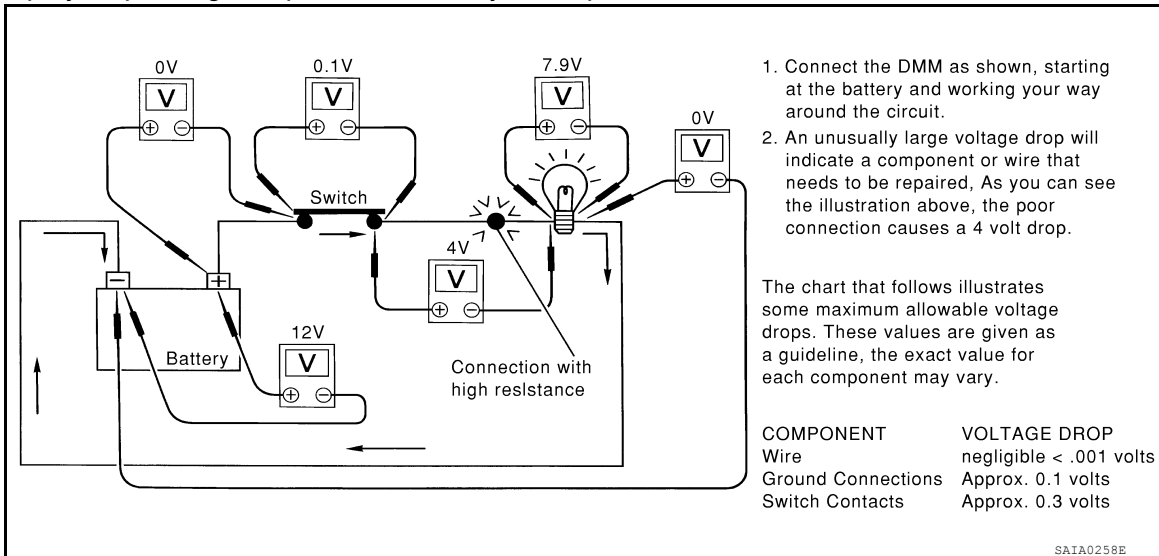 0V
0.1V
7.9V
0V
V
V
V
V
Switch
4V
V
12V
V
Battery
Connection with
high reslstance
1. Connect the DMM as shown, starting
at the battery and working your way
around the circuit.
2. An unusually large voltage drop will
indicate a component or wire that
needs to be repaired, As you can see
the illustration above, the poor
connection causes a 4 volt drop.
The chart that follows illustrates
some maximum allowable voltage
drops. These values are given as
a guideline, the exact value for
each component may vary.
COMPONENT VOLTAGE DROP
Wire negligible < .001 volts
Ground Connections Approx. 0.1 volts
Switch Contacts Approx. 0.3 volts
SAIA0258E